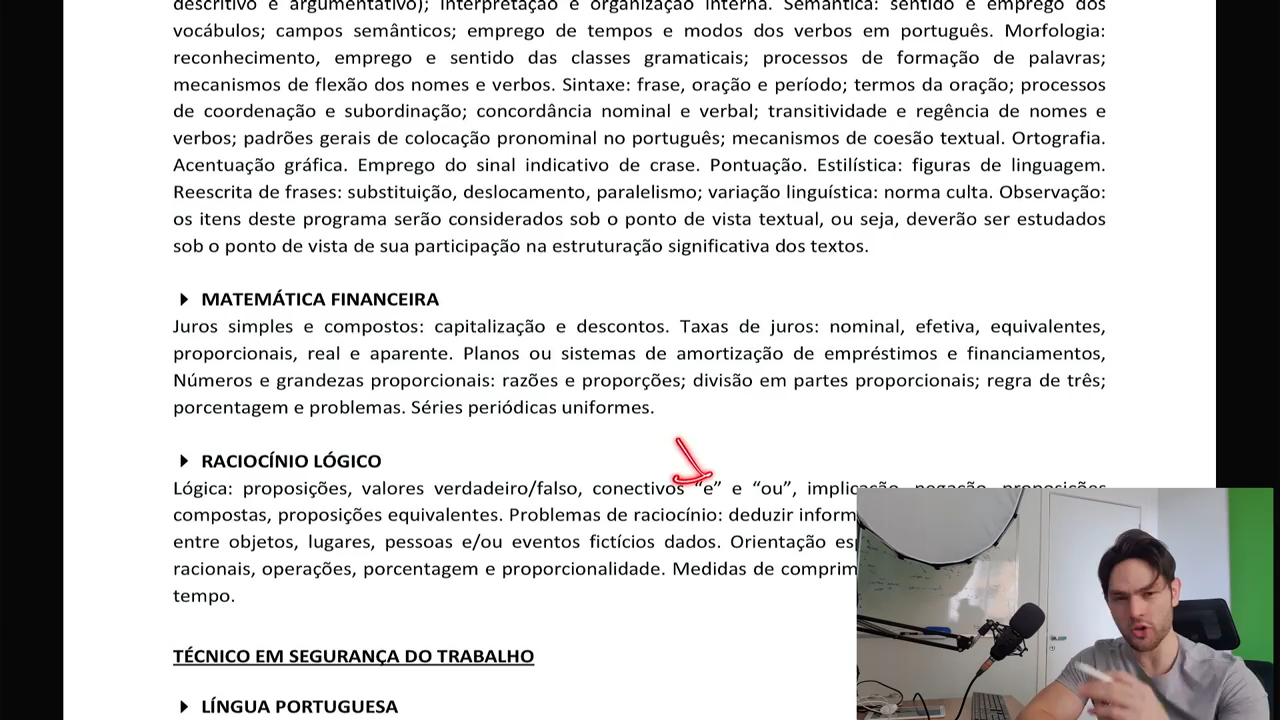 descritivo e argumentativo); interpretação e organização interna. Semântica: sentido e emprego dos
vocábulos; campos semânticos; emprego de tempos e modos dos verbos em português. Morfologia:
reconhecimento, emprego e sentido das classes gramaticais; processos de formação de palavras;
mecanismos de flexão dos nomes e verbos. Sintaxe: frase, oração e período; termos da oração; processos
de coordenação e subordinação; concordância nominal e verbal; transitividade e regência de nomes e
verbos; padrões gerais de colocação pronominal no português; mecanismos de coesão textual. Ortografia.
Acentuação gráfica. Emprego do sinal indicativo de crase. Pontuação. Estilística: figuras de linguagem.
Reescrita de frases: substituição, deslocamento, paralelismo; variação linguística: norma culta. Observação:
os itens deste programa serão considerados sob o ponto de vista textual, ou seja, deverão ser estudados
sob o ponto de vista de sua participação na estruturação significativa dos textos.
MATEMÁTICA FINANCEIRA
Juros simples e compostos: capitalização e descontos. Taxas de juros: nominal, efetiva, equivalentes,
proporcionais, real e aparente. Planos ou sistemas de amortização de empréstimos e financiamentos,
Números e grandezas proporcionais: razões e proporções; divisão em partes proporcionais; regra de três;
porcentagem e problemas. Séries periódicas uniformes.
RACIOCÍNIO LÓGICO
Lógica: proposições, valores verdadeiro/falso, conectivos “e” e “ou”, implicação, negação, proposições
compostas, proposições equivalentes. Problemas de raciocínio: deduzir inform
entre objetos, lugares, pessoas e/ou eventos fictícios dados. Orientação esp
racionais, operações, porcentagem e proporcionalidade. Medidas de comprim
tempo.
TÉCNICO EM SEGURANÇA DO TRABALHO
LÍNGUA PORTUGUESA